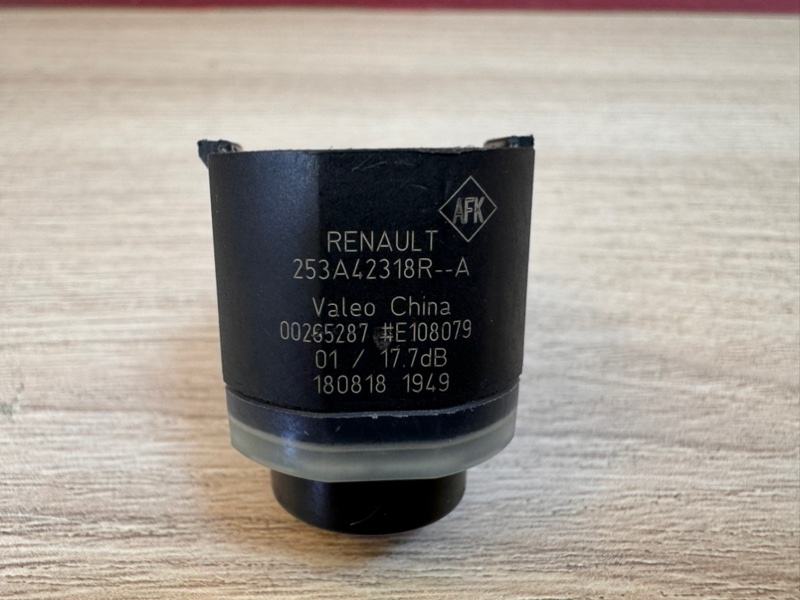 AFK
RENAULT
253A42318R--A
Valeo China
00265287 #E108079
01 / 17.7dB
180818 1949